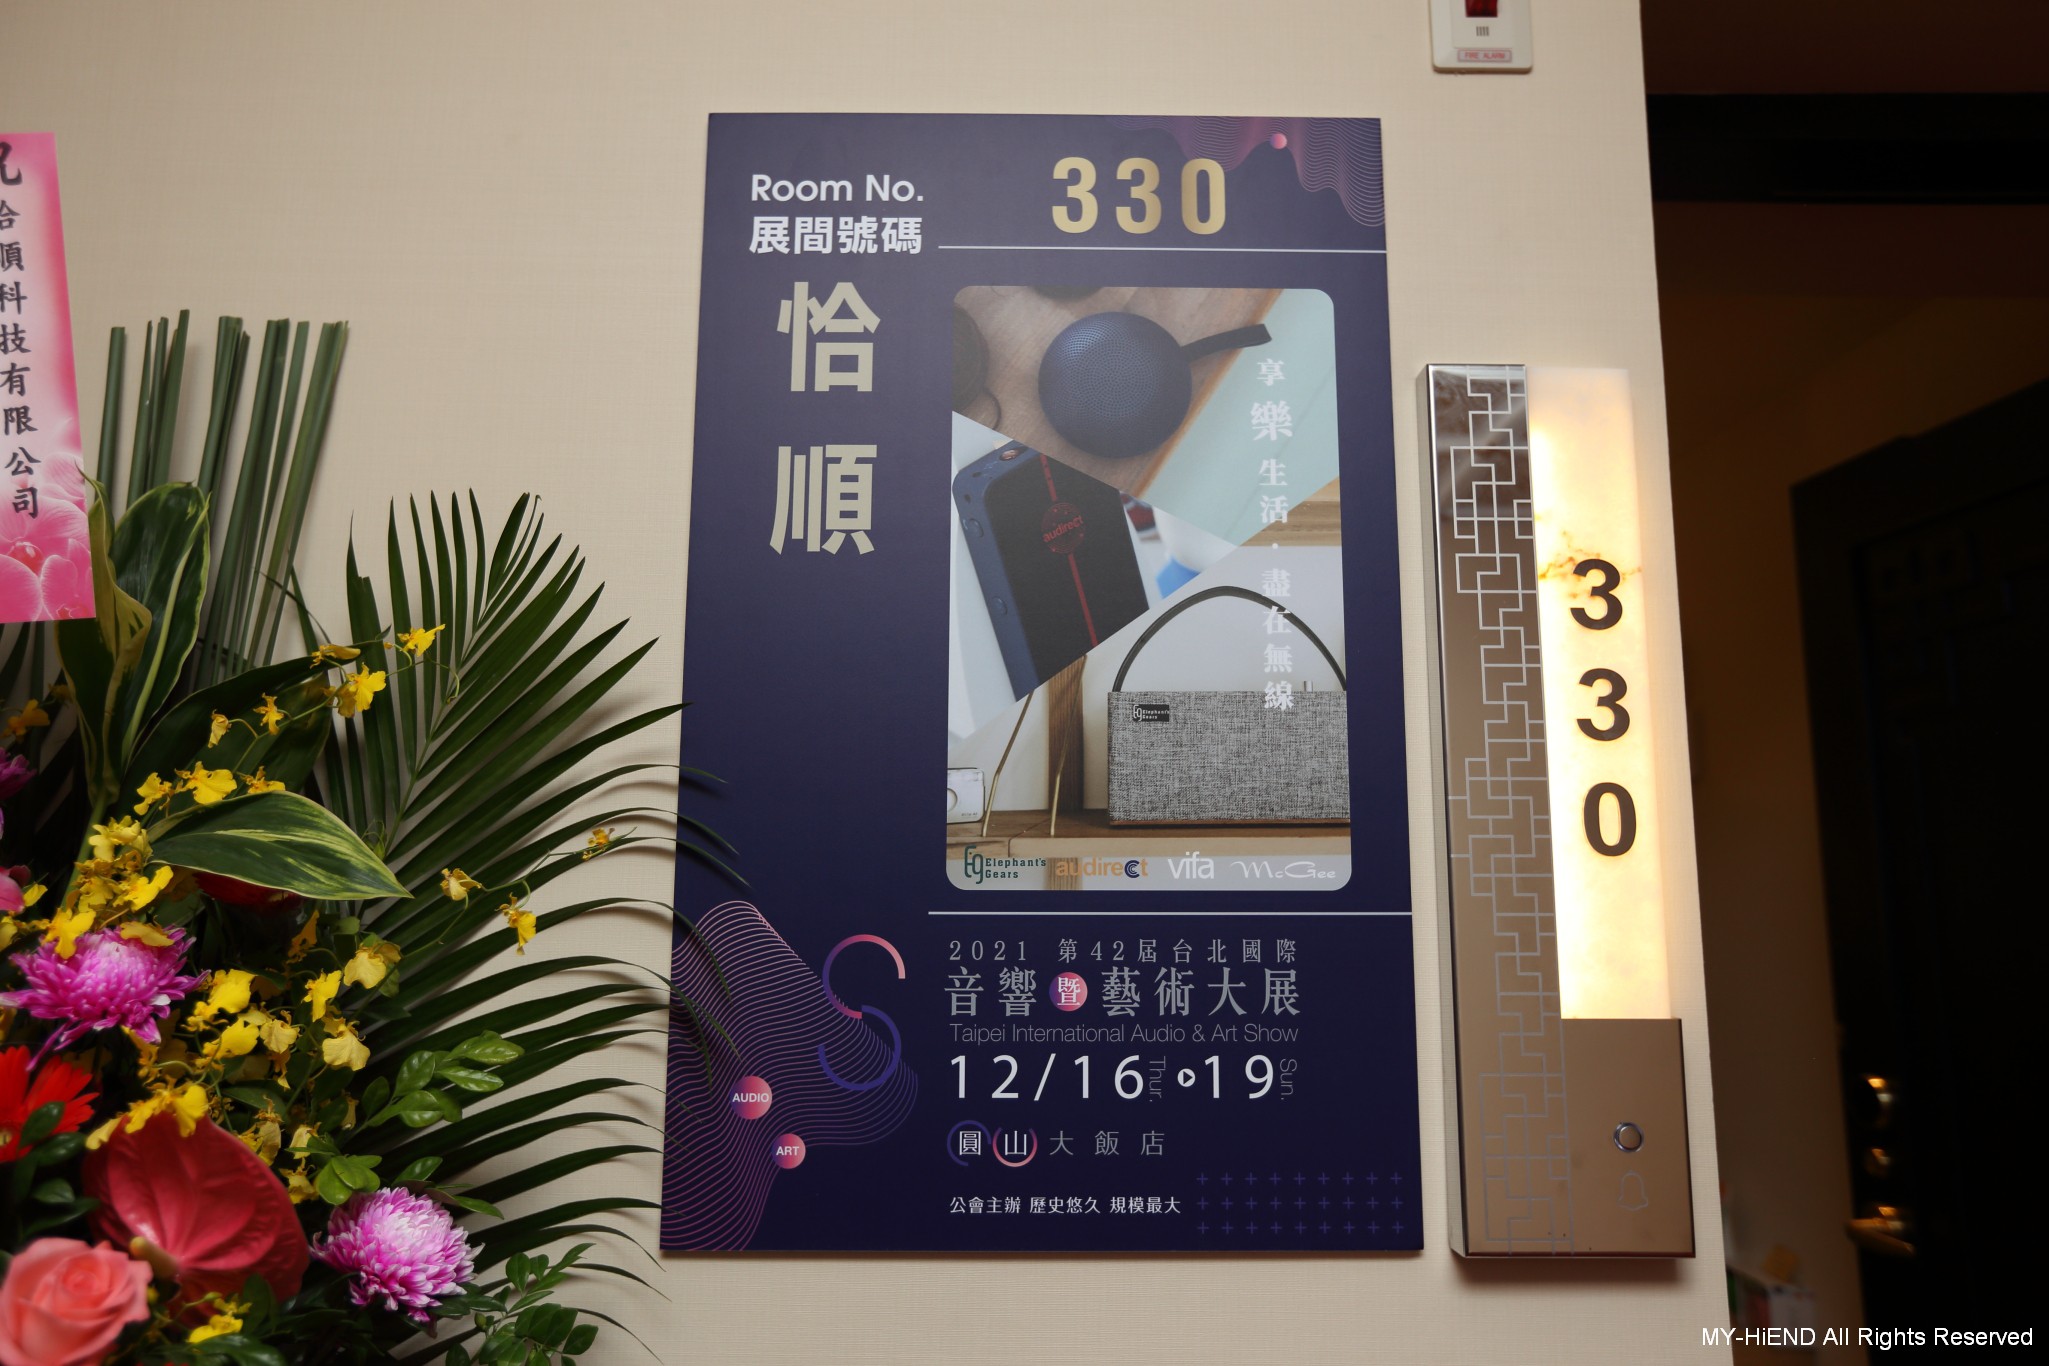 FIRE ALARM
恰順科技有限公司
Room No.
展間號碼
330
恰順
享樂生活·盡在無線
audirect
Elephant's
Gears
Elephant's
Gears
audirect
vifa
McGee
2021 第42屆台北國際
音響暨藝術大展
Taipei International Audio & Art Show
12/16 Thur. 19 Sun.
AUDIO
ART
圓山大飯店
公會主辦 歷史悠久 規模最大
330
MY-HiEND All Rights Reserved